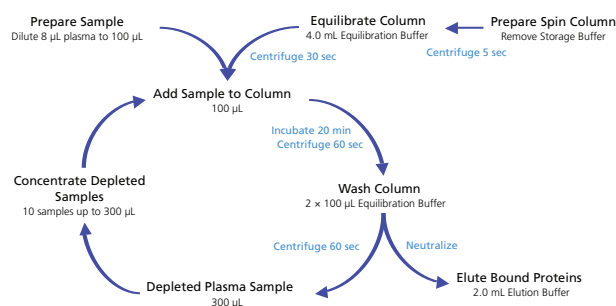 Prepare Sample
Dilute 8 µL plasma to 100 µL
Equilibrate Column
4.0 mL Equilibration Buffer
Prepare Spin Column
Remove Storage Buffer
Centrifuge 30 sec
Centrifuge 5 sec
Add Sample to Column
100 µL
Incubate 20 min
Centrifuge 60 sec
Concentrate Depleted
Samples
10 samples up to 300 µL
Wash Column
2 × 100 µL Equilibration Buffer
Centrifuge 60 sec
Neutralize
Depleted Plasma Sample
300 µL
Elute Bound Proteins
2.0 mL Elution Buffer